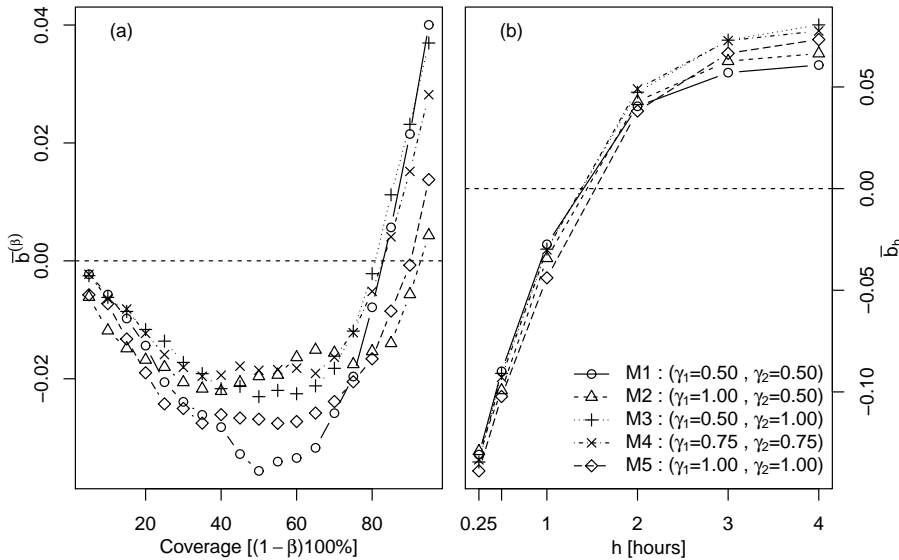 (a)
0.04
0.02
0.00
−0.02
b̅^(β)
20 40 60 80
Coverage [(1−β)100%]
(b)
0.05
0.00
−0.05
−0.10
b̅_h
M1 : (γ₁=0.50 , γ₂=0.50)
M2 : (γ₁=1.00 , γ₂=0.50)
M3 : (γ₁=0.50 , γ₂=1.00)
M4 : (γ₁=0.75 , γ₂=0.75)
M5 : (γ₁=1.00 , γ₂=1.00)
0.25 1 2 3 4
h [hours]